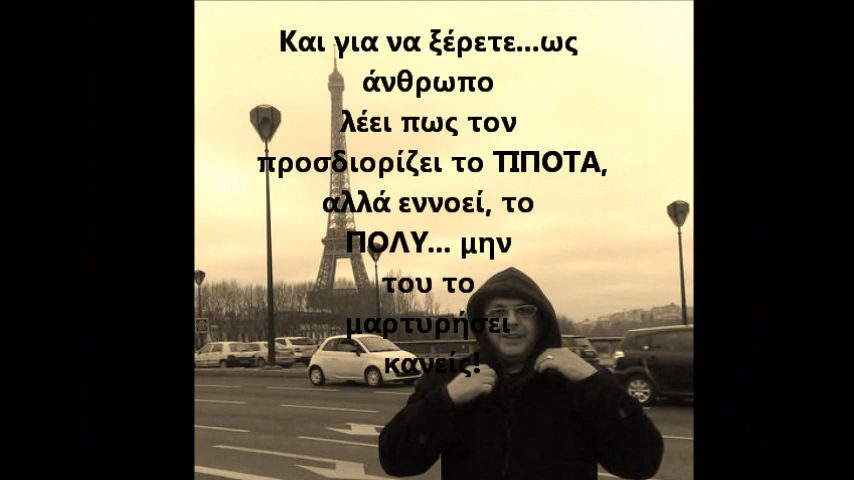 Και για να ξέρετε...ως
άνθρωπο
λέει πως τον
προσδιορίζει το ΤΙΠΟΤΑ,
αλλά εννοεί, το
ΠΟΛΥ... μην
του το
μαρτυρήσει
κανείς!